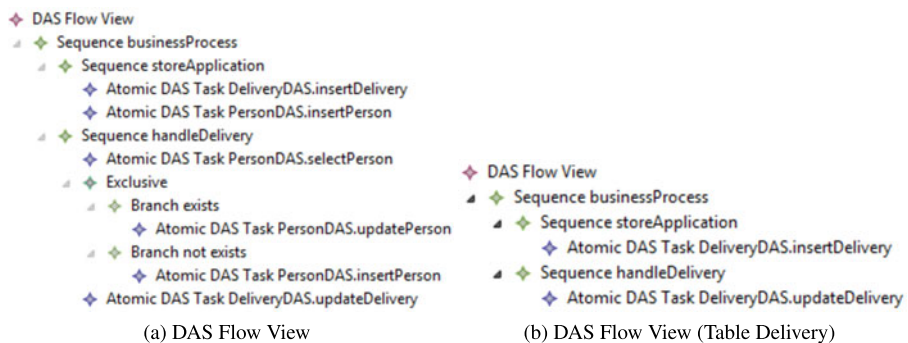 DAS Flow View
Sequence businessProcess
Sequence storeApplication
Atomic DAS Task DeliveryDAS.insertDelivery
Atomic DAS Task PersonDAS.insertPerson
Sequence handleDelivery
Atomic DAS Task PersonDAS.selectPerson
Exclusive
Branch exists
Atomic DAS Task PersonDAS.updatePerson
Branch not exists
Atomic DAS Task PersonDAS.insertPerson
Atomic DAS Task DeliveryDAS.updateDelivery
(a) DAS Flow View
DAS Flow View
Sequence businessProcess
Sequence storeApplication
Atomic DAS Task DeliveryDAS.insertDelivery
Sequence handleDelivery
Atomic DAS Task DeliveryDAS.updateDelivery
(b) DAS Flow View (Table Delivery)